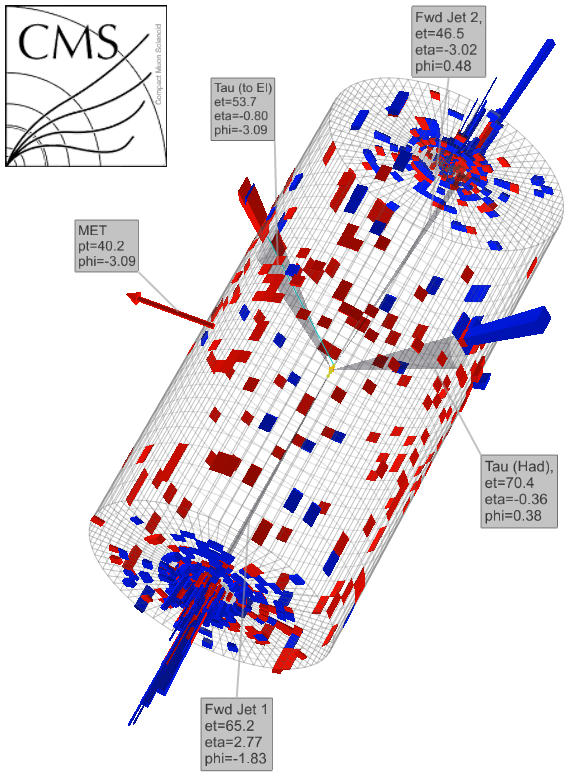 CMS
Compact Muon Solenoid
Fwd Jet 2,
et=46.5
eta=-3.02
phi=0.48
Tau (to El)
et=53.7
eta=-0.80
phi=-3.09
MET
pt=40.2
phi=-3.09
Tau (Had),
et=70.4
eta=-0.36
phi=0.38
Fwd Jet 1
et=65.2
eta=2.77
phi=-1.83